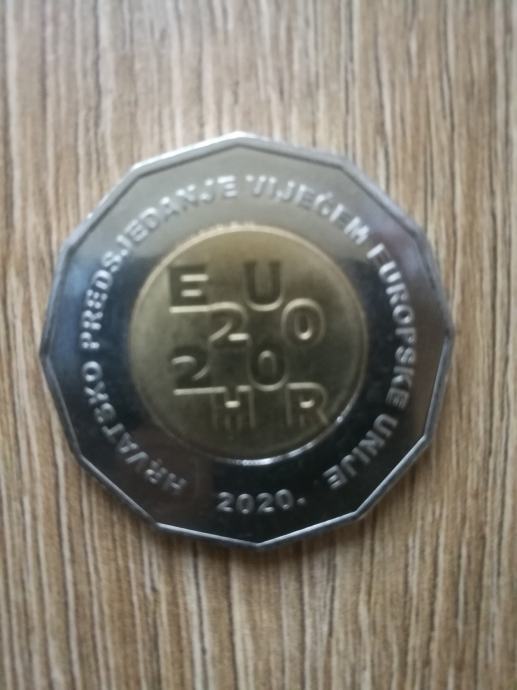 HRVATSKO PREDSJEDANJE VIJEĆEM EUROPSKE UNIJE
EU
20
20
HR
2020.